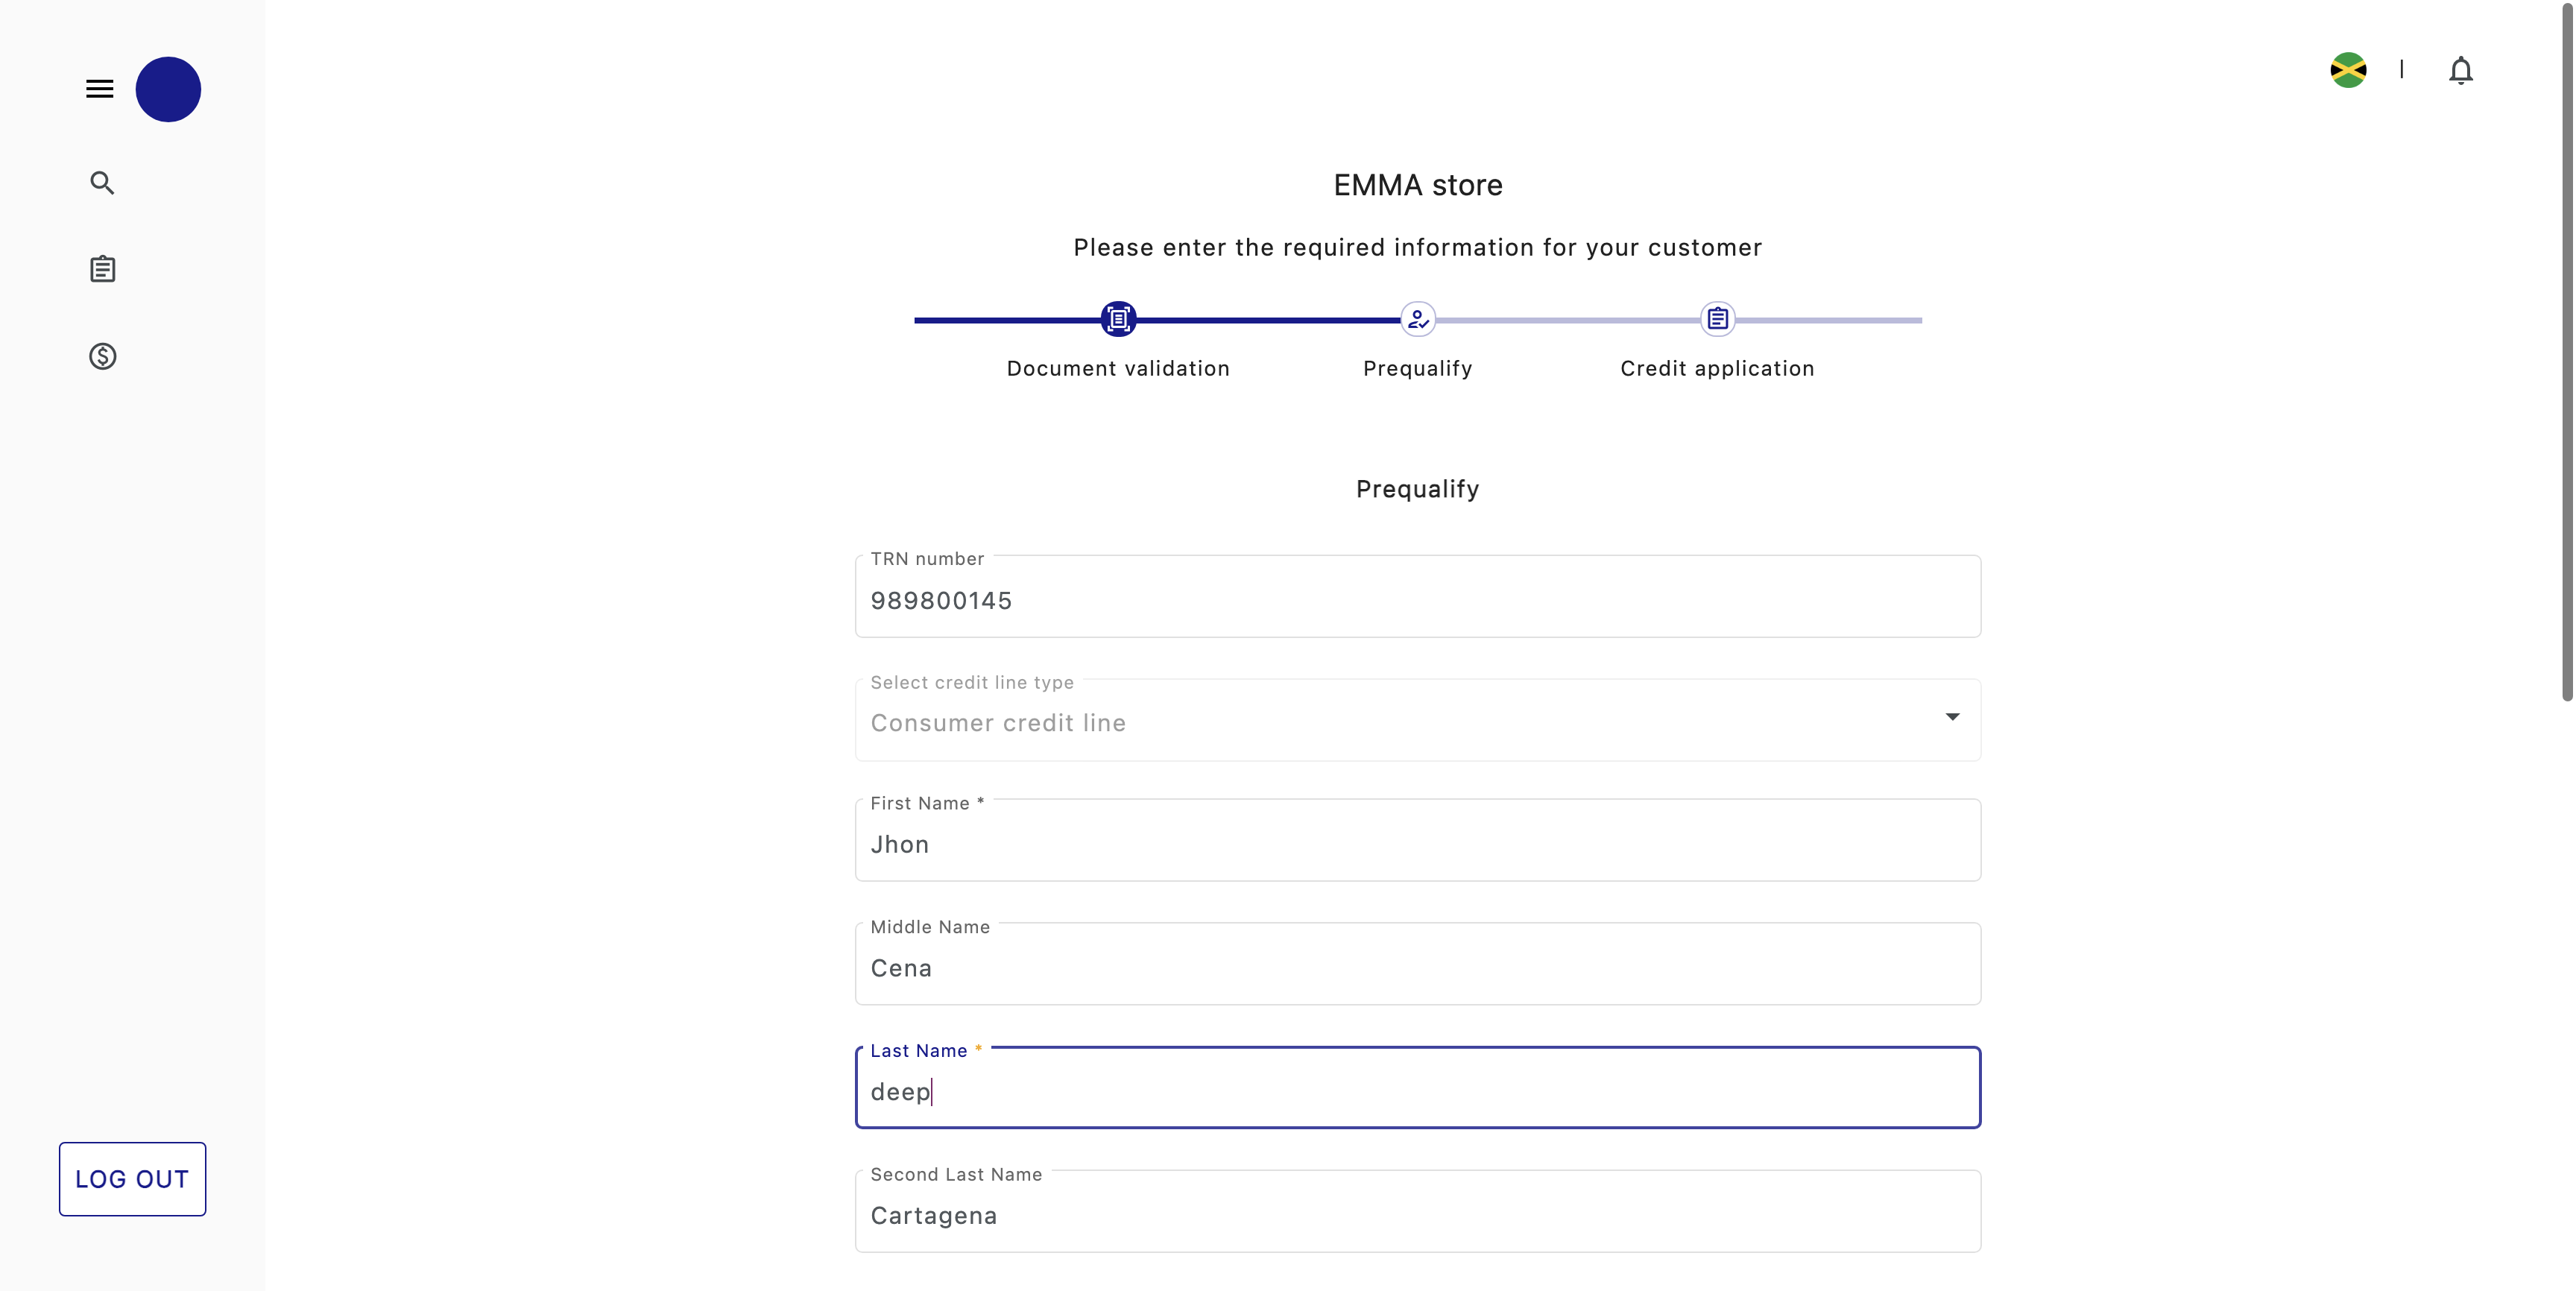 EMMA store
Please enter the required information for your customer
Document validation
Prequalify
Credit application
Prequalify
TRN number
989800145
Select credit line type
Consumer credit line
First Name *
Jhon
Middle Name
Cena
Last Name *
deep
Second Last Name
Cartagena
LOG OUT